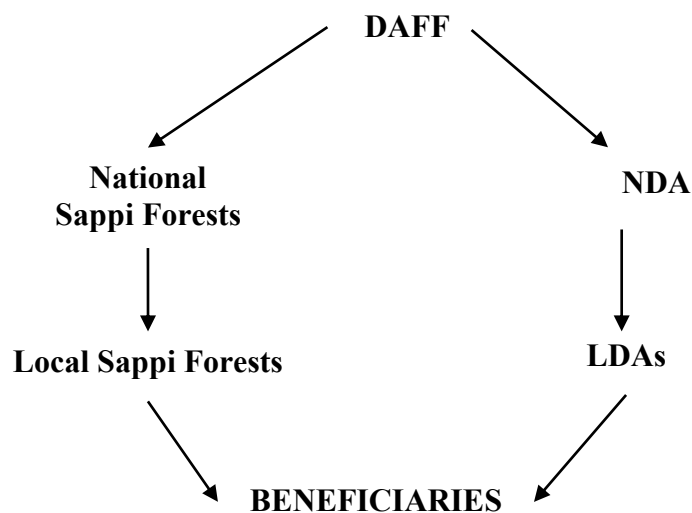 DAFF
National
Sappi Forests
NDA
Local Sappi Forests
LDAs
BENEFICIARIES